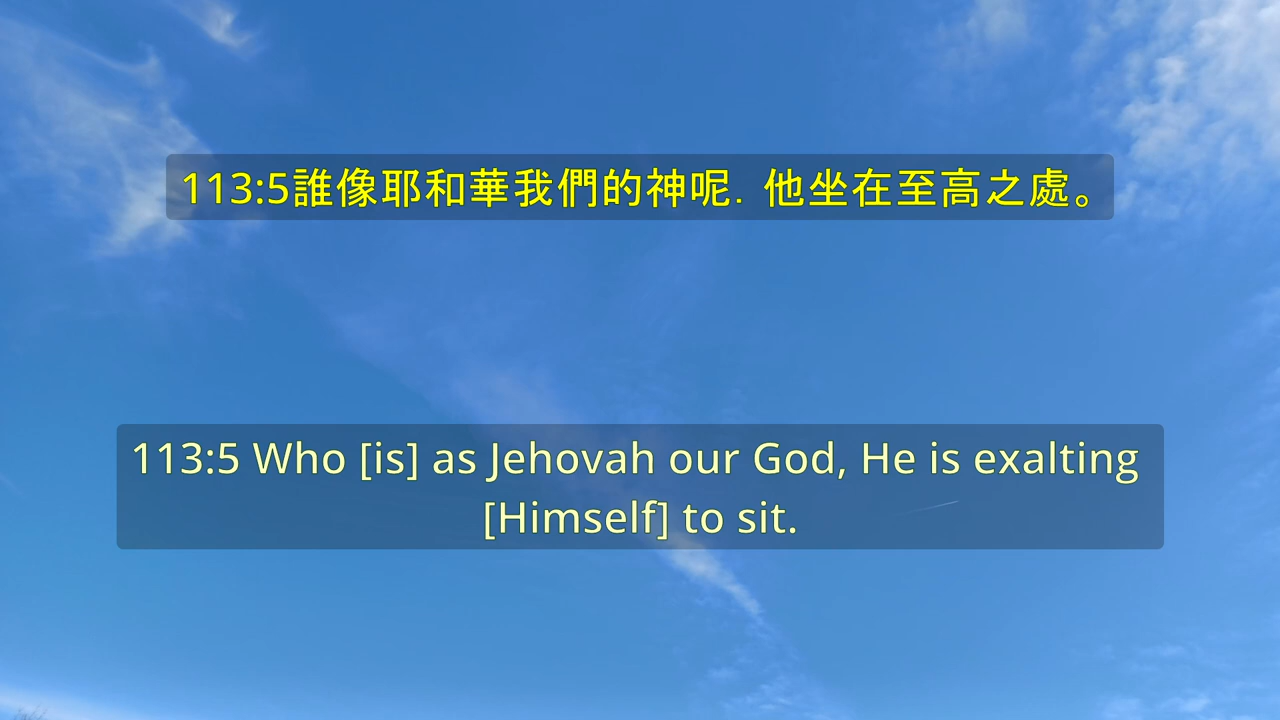 113:5誰像耶和華我們的神呢．他坐在至高之處。
113:5 Who [is] as Jehovah our God, He is exalting
[Himself] to sit.